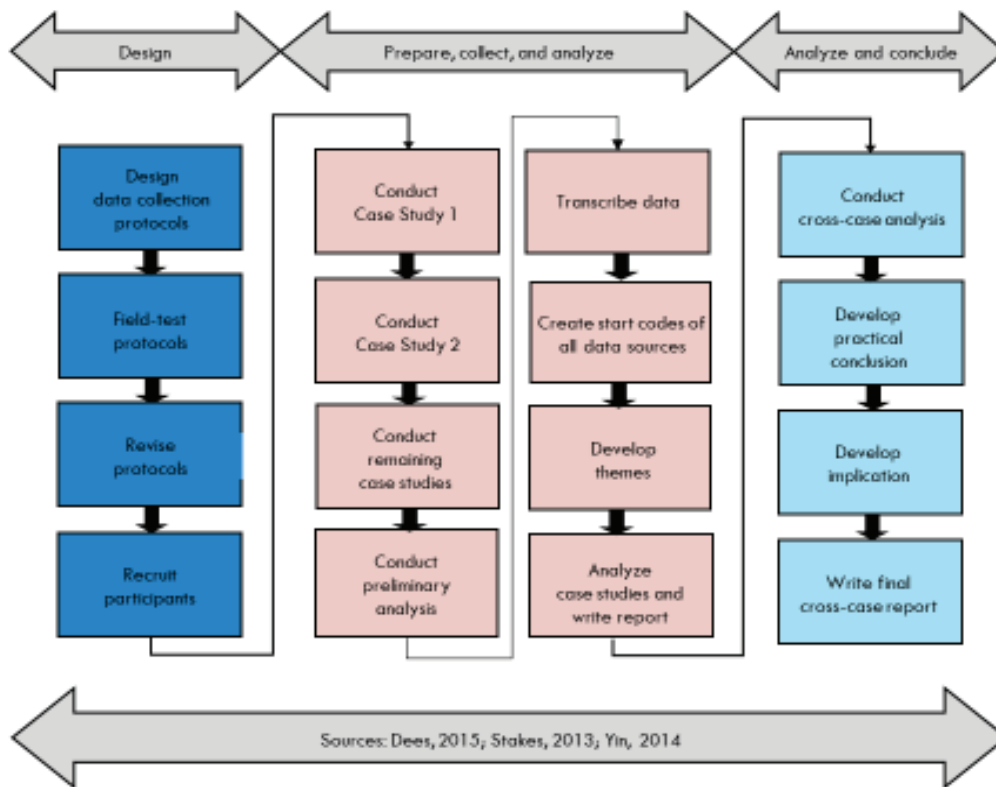 Design
Prepare, collect, and analyze
Analyze and conclude
Design
data collection
protocols
Field-test
protocols
Revise
protocols
Recruit
participants
Conduct
Case Study 1
Conduct
Case Study 2
Conduct
remaining
case studies
Conduct
preliminary
analysis
Transcribe data
Create start codes of
all data sources
Develop
themes
Analyze
case studies and
write report
Conduct
cross-case analysis
Develop
practical
conclusion
Develop
implication
Write final
cross-case report
Sources: Dees, 2015; Stakes, 2013; Yin, 2014